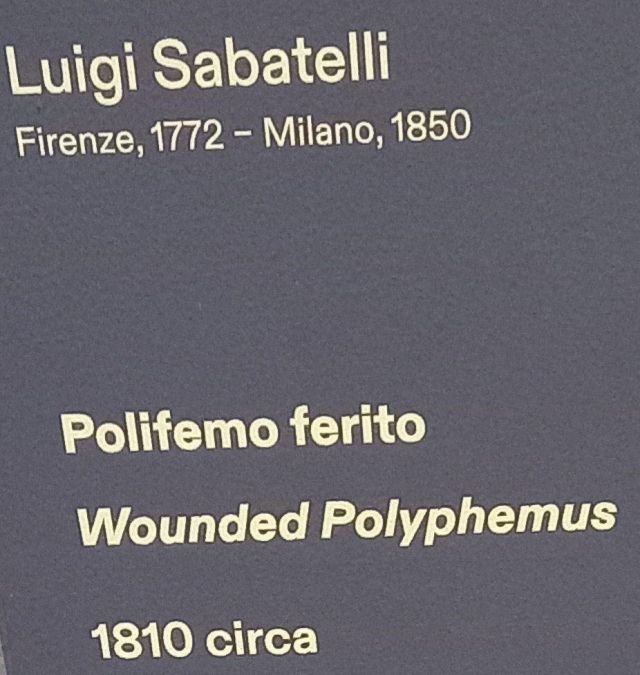 Luigi Sabatelli
Firenze, 1772 – Milano, 1850
Polifemo ferito
Wounded Polyphemus
1810 circa